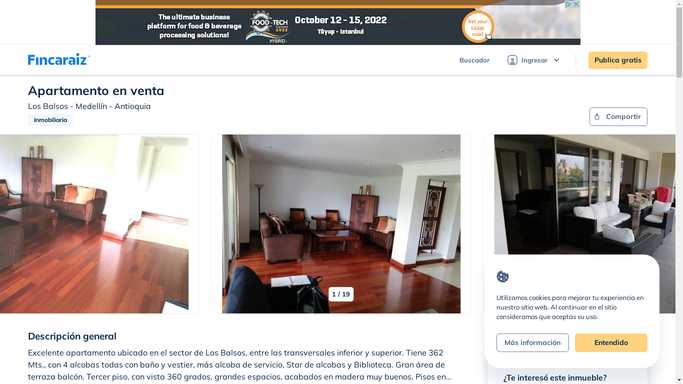 The ultimate business
platform for food & beverage
processing solutions!
FOOD-TECH
HYBRID
October 12 - 15, 2022
Tüyap - Istanbul
Get your
ticket
now!
Fincaraiz
Buscador
Ingresar
Publica gratis
Apartamento en venta
Los Balsos - Medellín - Antioquia
Inmobiliaria
Compartir
1 / 19
Utilizamos cookies para mejorar tu experiencia en
nuestro sitio web. Al continuar en el sitio
consideramos que aceptas su uso.
Más información
Entendido
Descripción general
Excelente apartamento ubicado en el sector de Los Balsos, entre las transversales inferior y superior. Tiene 362
Mts., con 4 alcobas todas con baño y vestier, más alcoba de servicio, Star de alcobas y Biblioteca. Gran área de
terraza balcón. Tercer piso, con vista 360 grados, grandes espacios, acabados en madera muy buenos. Pisos en...
¿Te interesó este inmueble?